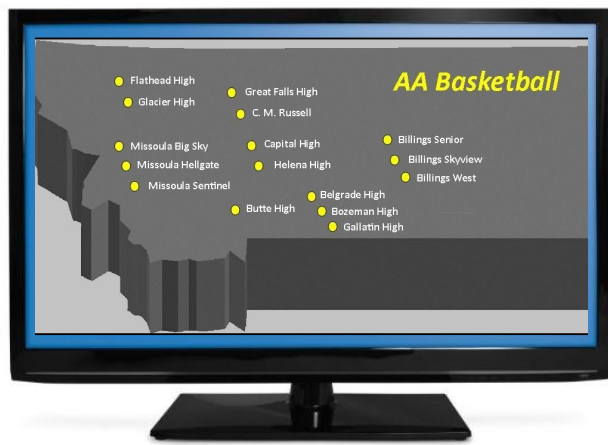 AA Basketball
Flathead High
Glacier High
Great Falls High
C. M. Russell
Missoula Big Sky
Missoula Hellgate
Missoula Sentinel
Capital High
Helena High
Butte High
Billings Senior
Billings Skyview
Billings West
Belgrade High
Bozeman High
Gallatin High